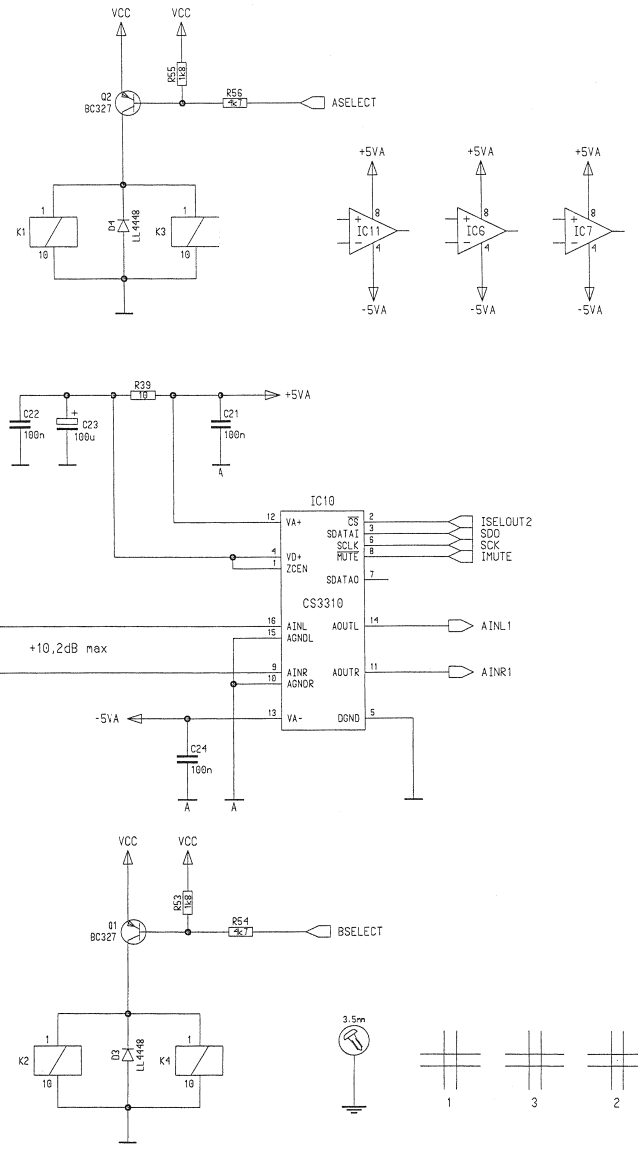 VCC VCC
R55 1k8
Q2
BC327
R56
4k7
ASELECT
+5VA +5VA +5VA
1 1
K1 D4 LL4448 K3
10 10
8 8 8
+ + +
IC11 IC6 IC7
− − −
4 4 4
-5VA -5VA -5VA
R39
10
+5VA
C22
100n
+
C23
100u
C21
100n
A
IC10
12 VA+ CS 2 ISELOUT2
SDATAI 3 SDO
SCLK 6 SCK
4 VD+ MUTE 8 IMUTE
1 ZCEN
SDATAO 7
CS3310
16 AINL AOUTL 14 AINL1
15 AGNDL
+10,2dB max
9 AINR AOUTR 11 AINR1
10 AGNDR
-5VA 13 VA- DGND 5
C24
100n
A A
VCC VCC
R53 1k8
Q1
BC327
R54
4k7
BSELECT
3.5mm
1 1
K2 D3 LL4448 K4
10 10
1 3 2